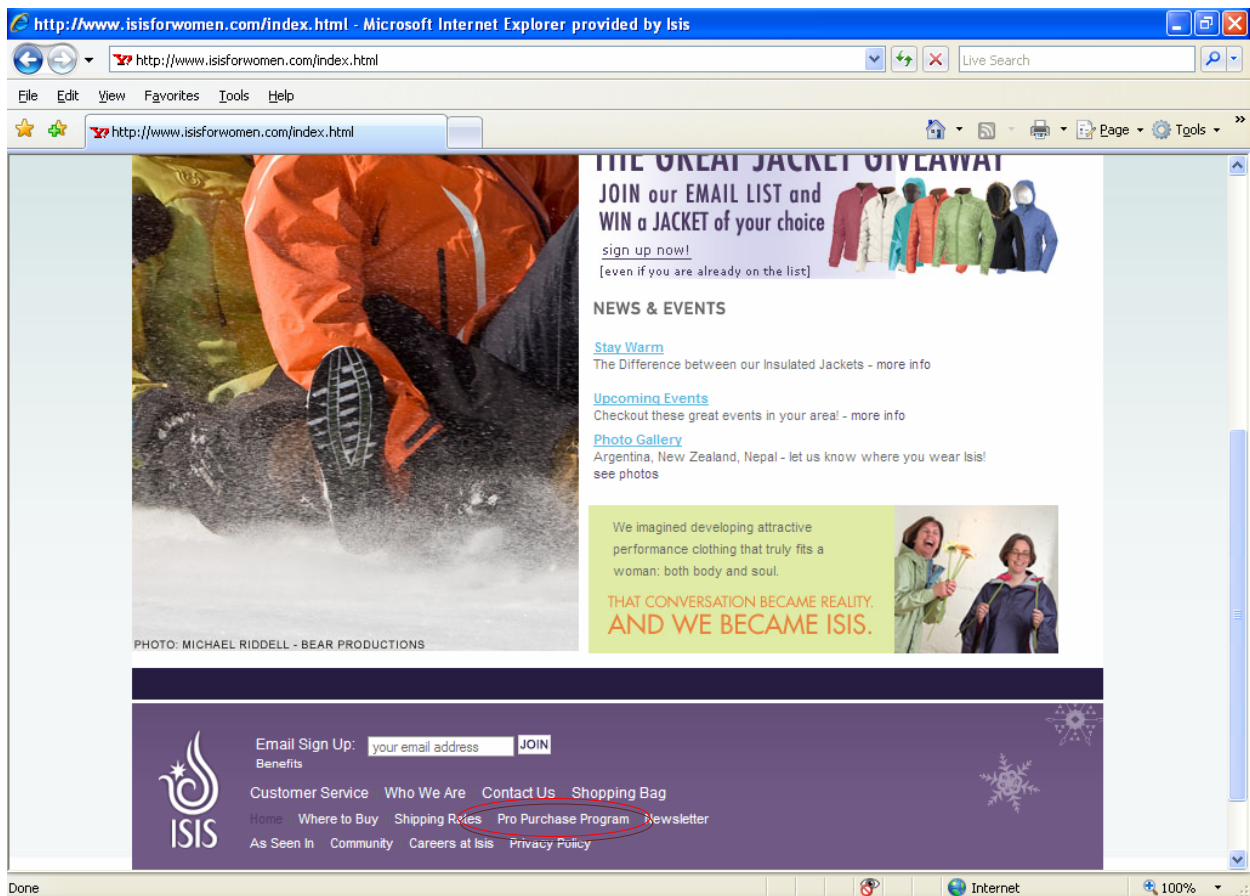 http://www.isisforwomen.com/index.html - Microsoft Internet Explorer provided by Isis
http://www.isisforwomen.com/index.html
Live Search
File Edit View Favorites Tools Help
http://www.isisforwomen.com/index.html
Page Tools »
THE GREAT JACKET GIVEAWAY
JOIN our EMAIL LIST and
WIN a JACKET of your choice
sign up now!
[even if you are already on the list]
NEWS & EVENTS
Stay Warm
The Difference between our Insulated Jackets - more info
Upcoming Events
Checkout these great events in your area! - more info
Photo Gallery
Argentina, New Zealand, Nepal - let us know where you wear Isis!
see photos
We imagined developing attractive
performance clothing that truly fits a
woman: both body and soul.
THAT CONVERSATION BECAME REALITY.
AND WE BECAME ISIS.
PHOTO: MICHAEL RIDDELL - BEAR PRODUCTIONS
Email Sign Up: your email address JOIN
Benefits
Customer Service Who We Are Contact Us Shopping Bag
Home Where to Buy Shipping Rates Pro Purchase Program Newsletter
As Seen In Community Careers at Isis Privacy Policy
ISIS
Done
Internet
100%